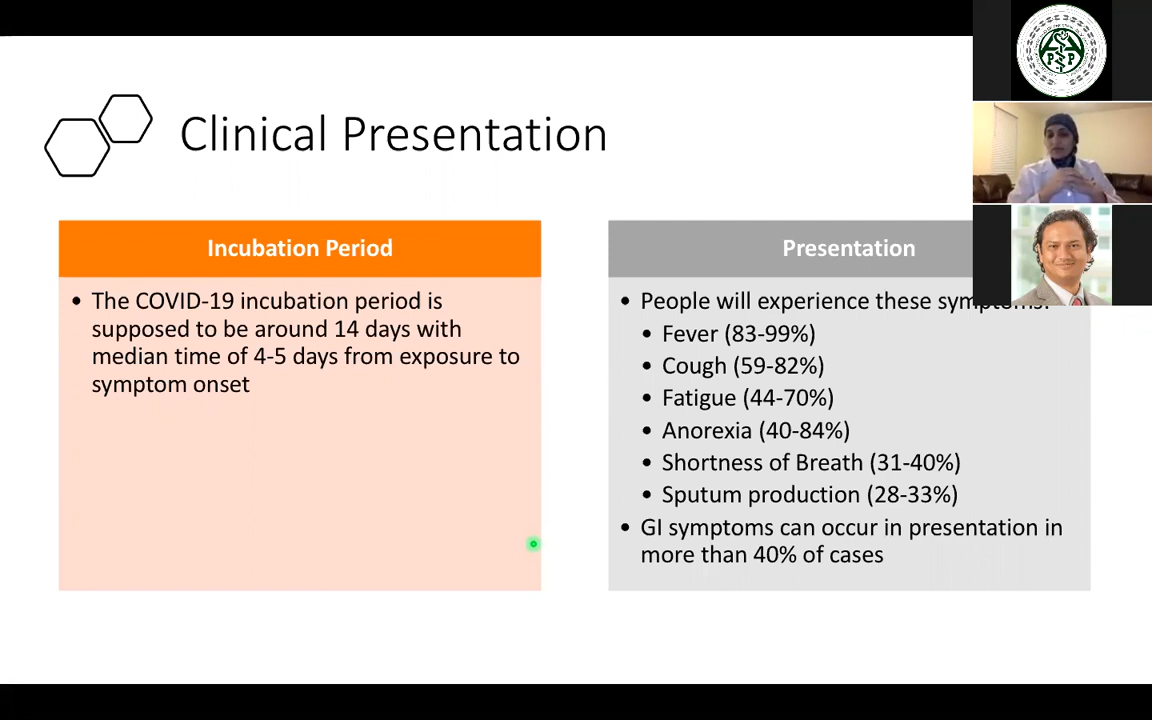 Clinical Presentation
Incubation Period
• The COVID-19 incubation period is
supposed to be around 14 days with
median time of 4-5 days from exposure to
symptom onset
Presentation
• People will experience these symptoms:
• Fever (83-99%)
• Cough (59-82%)
• Fatigue (44-70%)
• Anorexia (40-84%)
• Shortness of Breath (31-40%)
• Sputum production (28-33%)
• GI symptoms can occur in presentation in
more than 40% of cases